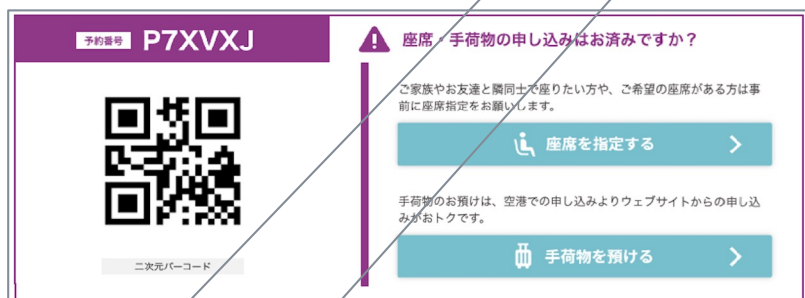 予約番号 P7XVXJ
座席・手荷物の申し込みはお済みですか？
ご家族やお友達と隣同士で座りたい方や、ご希望の座席がある方は事
前に座席指定をお願いします。
座席を指定する
手荷物のお預けは、空港での申し込みよりウェブサイトからの申し込
みがおトクです。
手荷物を預ける
二次元バーコード